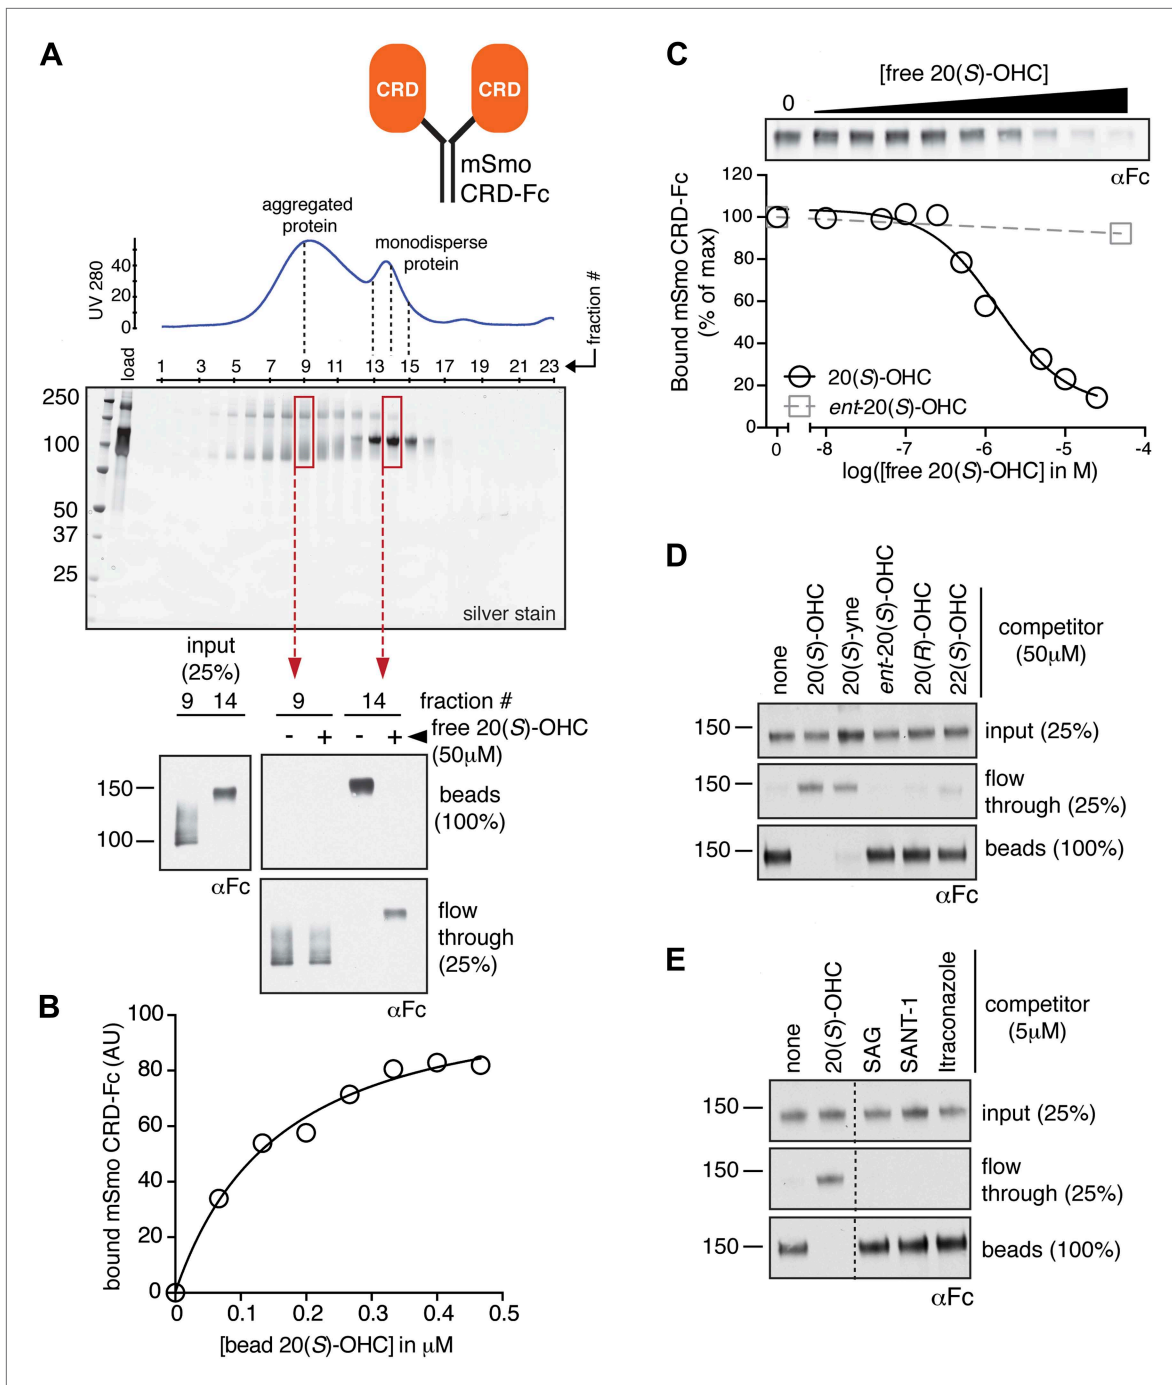 A
CRD
CRD
mSmo
CRD-Fc
aggregated
protein
monodisperse
protein
UV 280
40
20
0
fraction #
load
1 3 5 7 9 11 13 15 17 19 21 23
250
100
50
37
25
silver stain
input
(25%)
9 14
9 14 fraction #
- + - + free 20(S)-OHC
(50μM)
150
100
beads
(100%)
αFc
flow
through
(25%)
αFc
B
bound mSmo CRD-Fc (AU)
100
80
60
40
20
0
0 0.1 0.2 0.3 0.4 0.5
[bead 20(S)-OHC] in μM
C
[free 20(S)-OHC]
0
αFc
Bound mSmo CRD-Fc
(% of max)
120
100
80
60
40
20
0
20(S)-OHC
ent-20(S)-OHC
0 -8 -7 -6 -5 -4
log([free 20(S)-OHC] in M)
D
none
20(S)-OHC
20(S)-yne
ent-20(S)-OHC
20(R)-OHC
22(S)-OHC
competitor
(50μM)
150
input (25%)
150
flow
through (25%)
150
beads (100%)
αFc
E
none
20(S)-OHC
SAG
SANT-1
Itraconazole
competitor
(5μM)
150
input (25%)
150
flow
through (25%)
150
beads (100%)
αFc